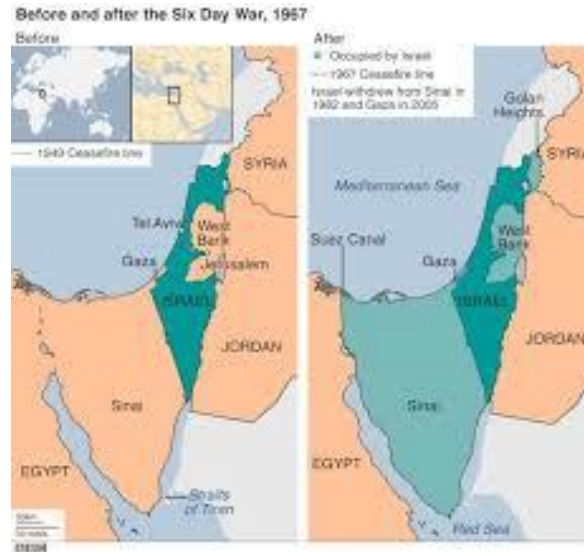 Before and after the Six Day War, 1967
Before
1949 Ceasefire line
SYRIA
Tel Aviv
West
Bank
Gaza
Jerusalem
ISRAEL
JORDAN
Sinai
EGYPT
Straits
of Tiran
After
Occupied by Israel
1967 Ceasefire line
Israel withdrew from Sinai in
1982 and Gaza in 2005
Golan
Heights
SYRIA
Mediterranean Sea
West
Bank
Suez Canal
Gaza
ISRAEL
JORDAN
Sinai
EGYPT
Red Sea